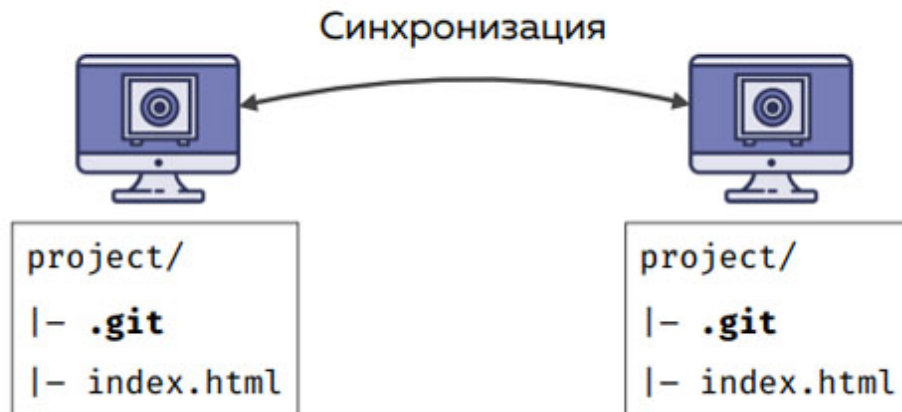 Синхронизация
project/
|– .git
|– index.html
project/
|– .git
|– index.html